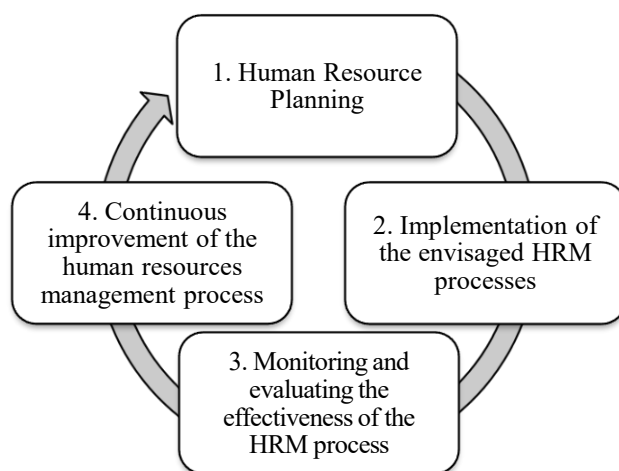 1. Human Resource
Planning
2. Implementation of
the envisaged HRM
processes
3. Monitoring and
evaluating the
effectiveness of the
HRM process
4. Continuous
improvement of the
human resources
management process